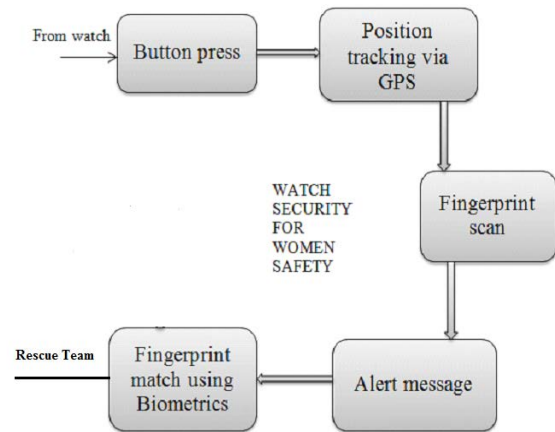 From watch
Button press
Position
tracking via
GPS
WATCH
SECURITY
FOR
WOMEN
SAFETY
Fingerprint
scan
Rescue Team
Fingerprint
match using
Biometrics
Alert message